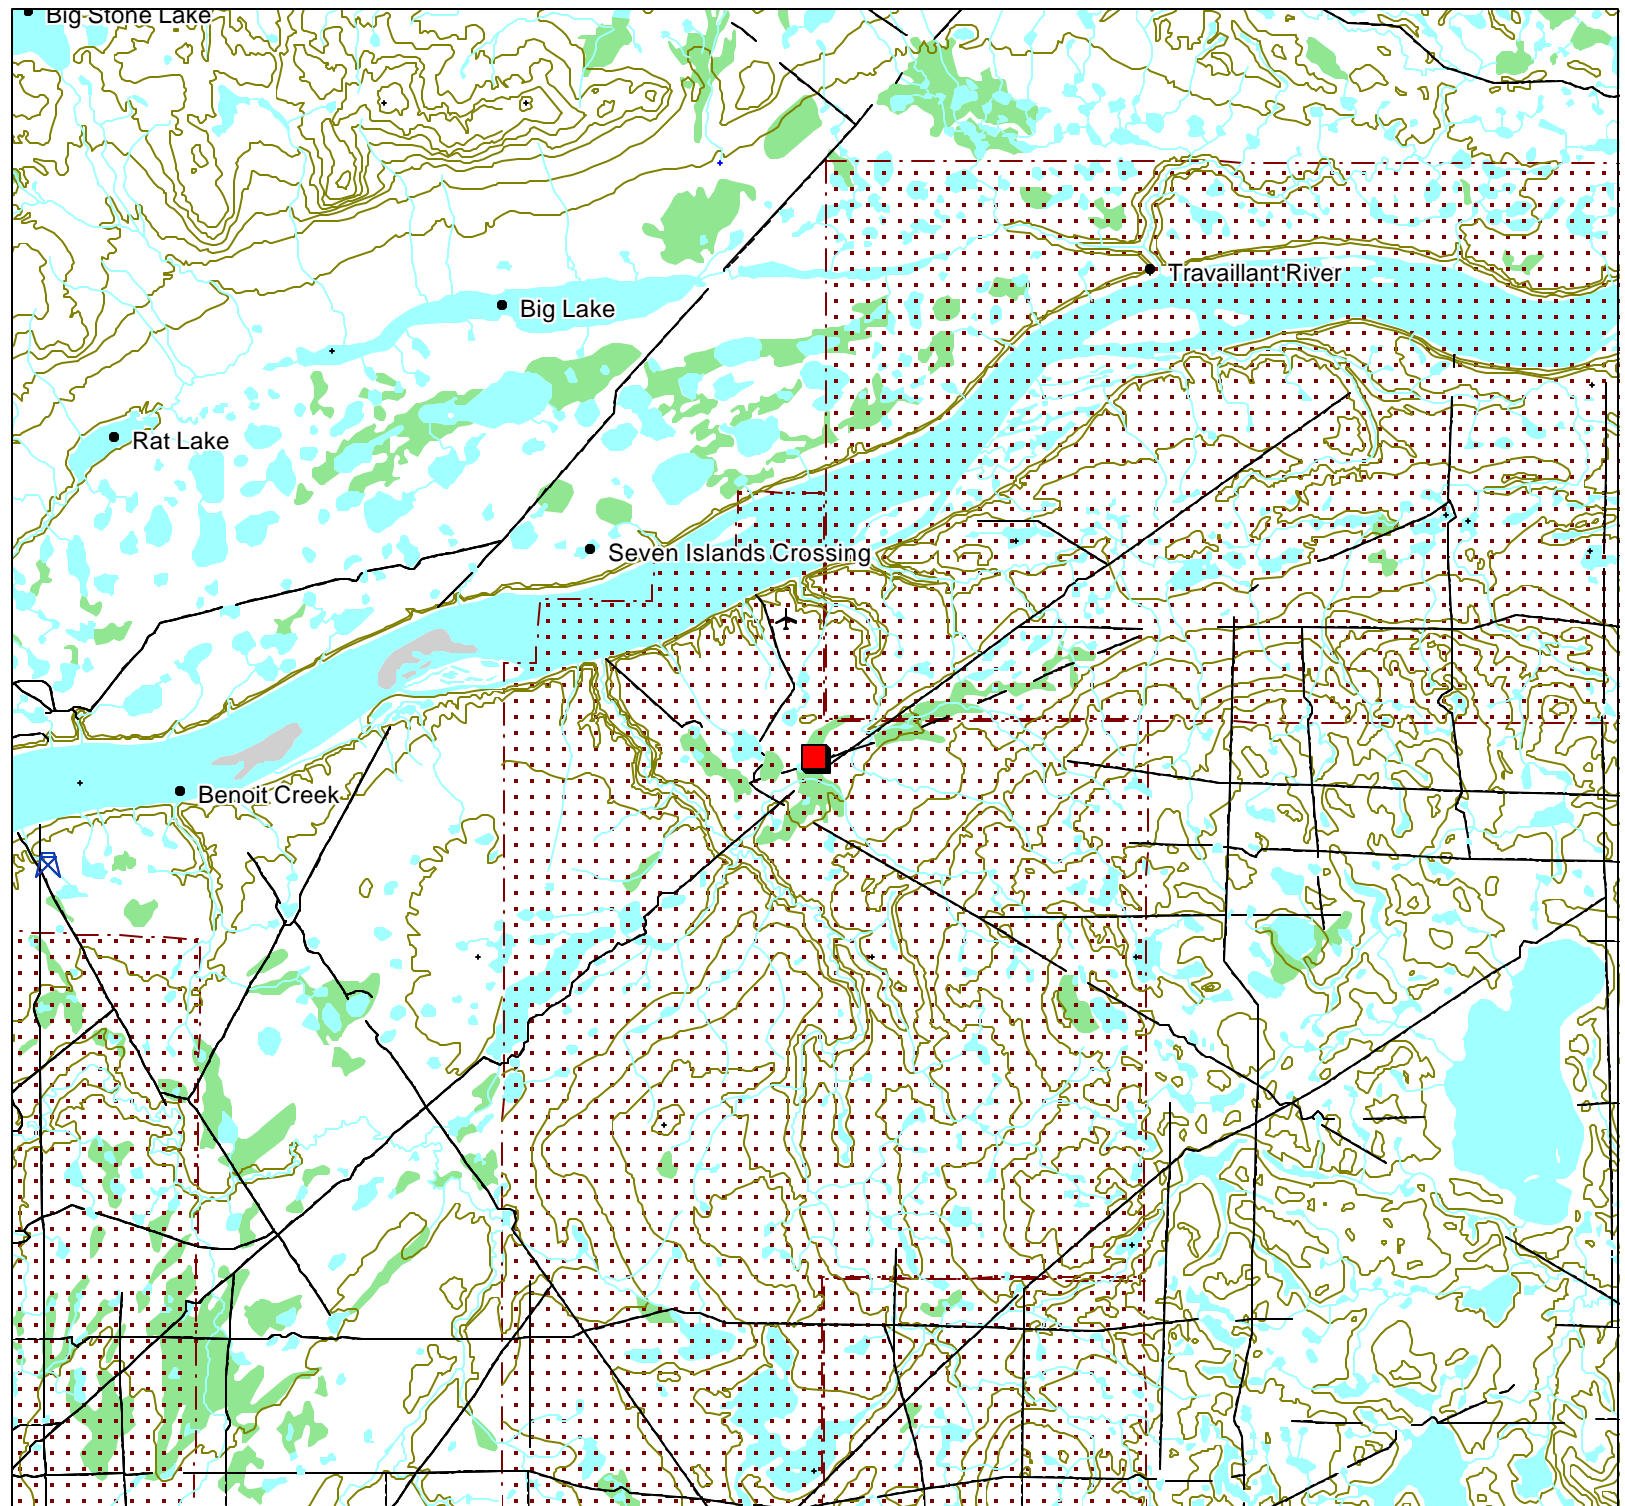 Big Stone Lake
Travaillant River
Big Lake
Rat Lake
Seven Islands Crossing
Benoit Creek